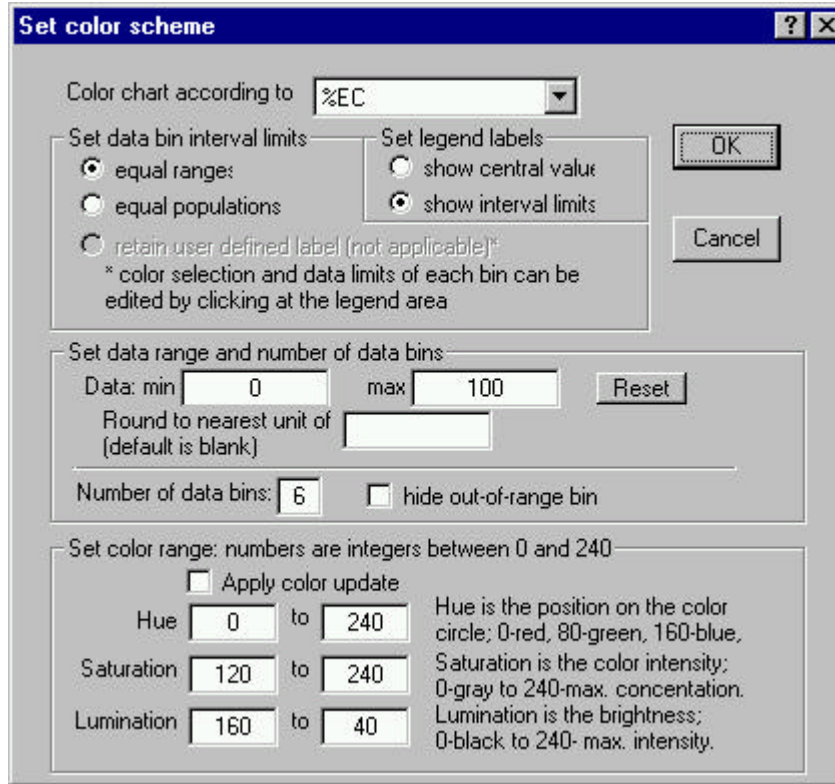 Set color scheme
Color chart according to %EC
Set data bin interval limits
equal ranges
equal populations
retain user defined label (not applicable)*
* color selection and data limits of each bin can be
edited by clicking at the legend area
Set legend labels
show central value
show interval limits
OK
Cancel
Set data range and number of data bins
Data: min 0 max 100 Reset
Round to nearest unit of
(default is blank)
Number of data bins: 6 hide out-of-range bin
Set color range: numbers are integers between 0 and 240
Apply color update
Hue 0 to 240
Hue is the position on the color
circle; 0-red, 80-green, 160-blue,
Saturation 120 to 240
Saturation is the color intensity;
0-gray to 240-max. concentation.
Lumination 160 to 40
Lumination is the brightness;
0-black to 240- max. intensity.